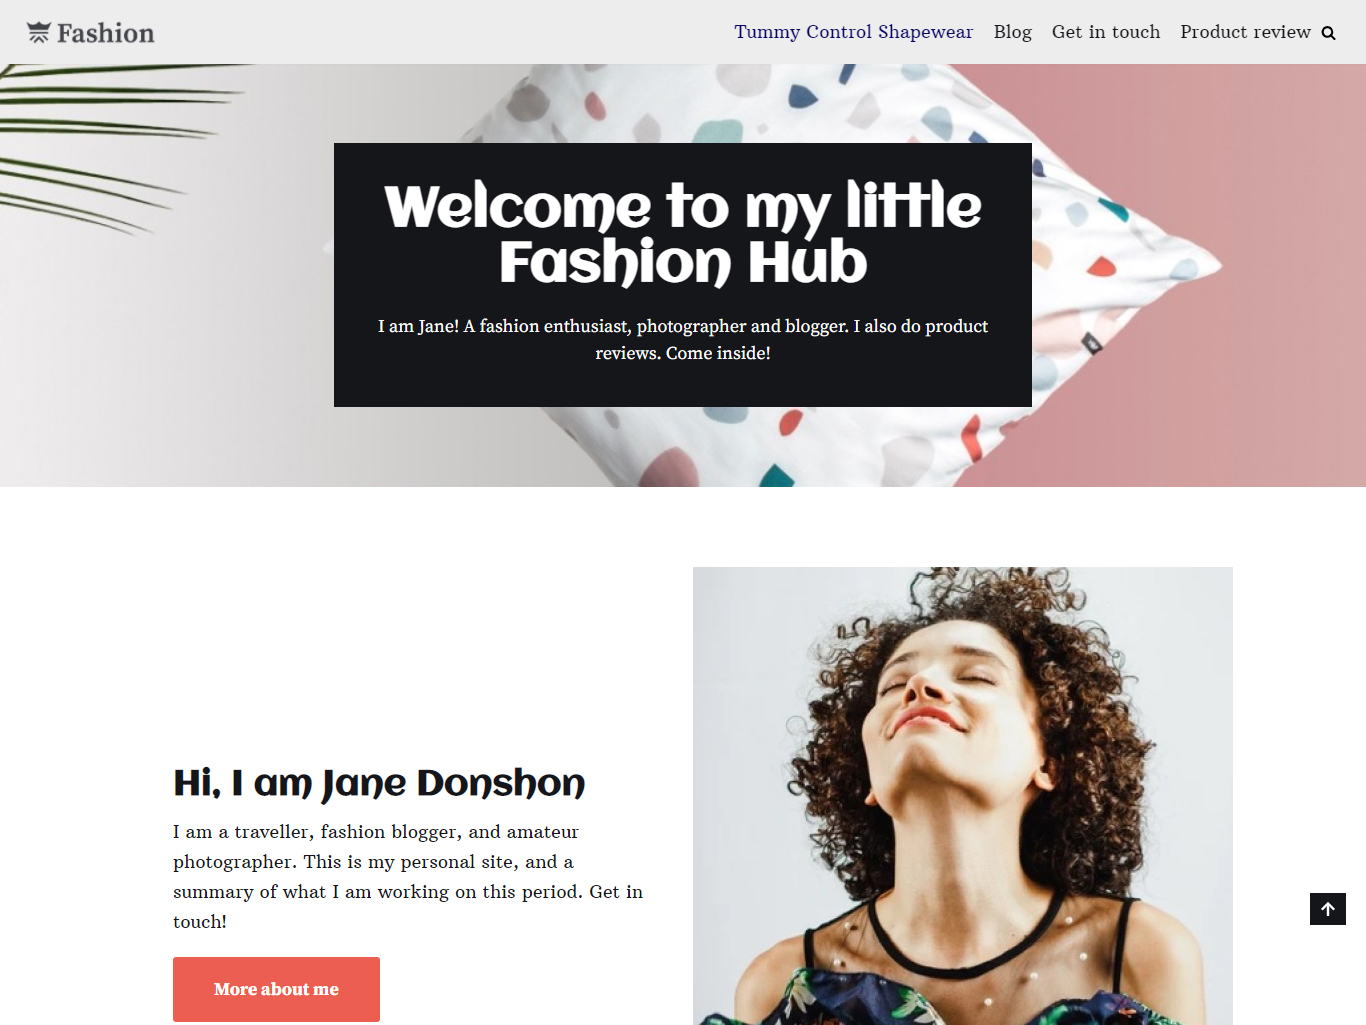 Fashion
Tummy Control Shapewear Blog Get in touch Product review
Welcome to my little
Fashion Hub
I am Jane! A fashion enthusiast, photographer and blogger. I also do product
reviews. Come inside!
Hi, I am Jane Donshon
I am a traveller, fashion blogger, and amateur
photographer. This is my personal site, and a
summary of what I am working on this period. Get in
touch!
More about me